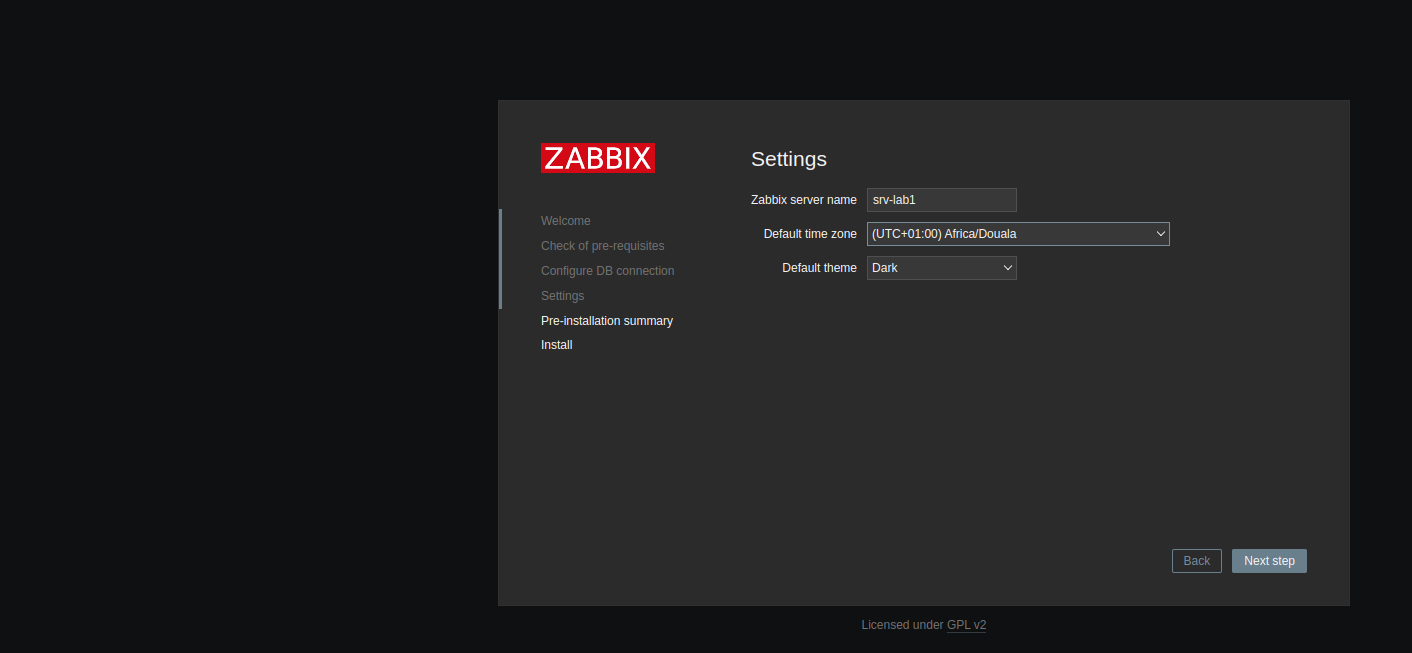 ZABBIX
Welcome
Check of pre-requisites
Configure DB connection
Settings
Pre-installation summary
Install
Settings
Zabbix server name srv-lab1
Default time zone (UTC+01:00) Africa/Douala
Default theme Dark
Back Next step
Licensed under GPL v2